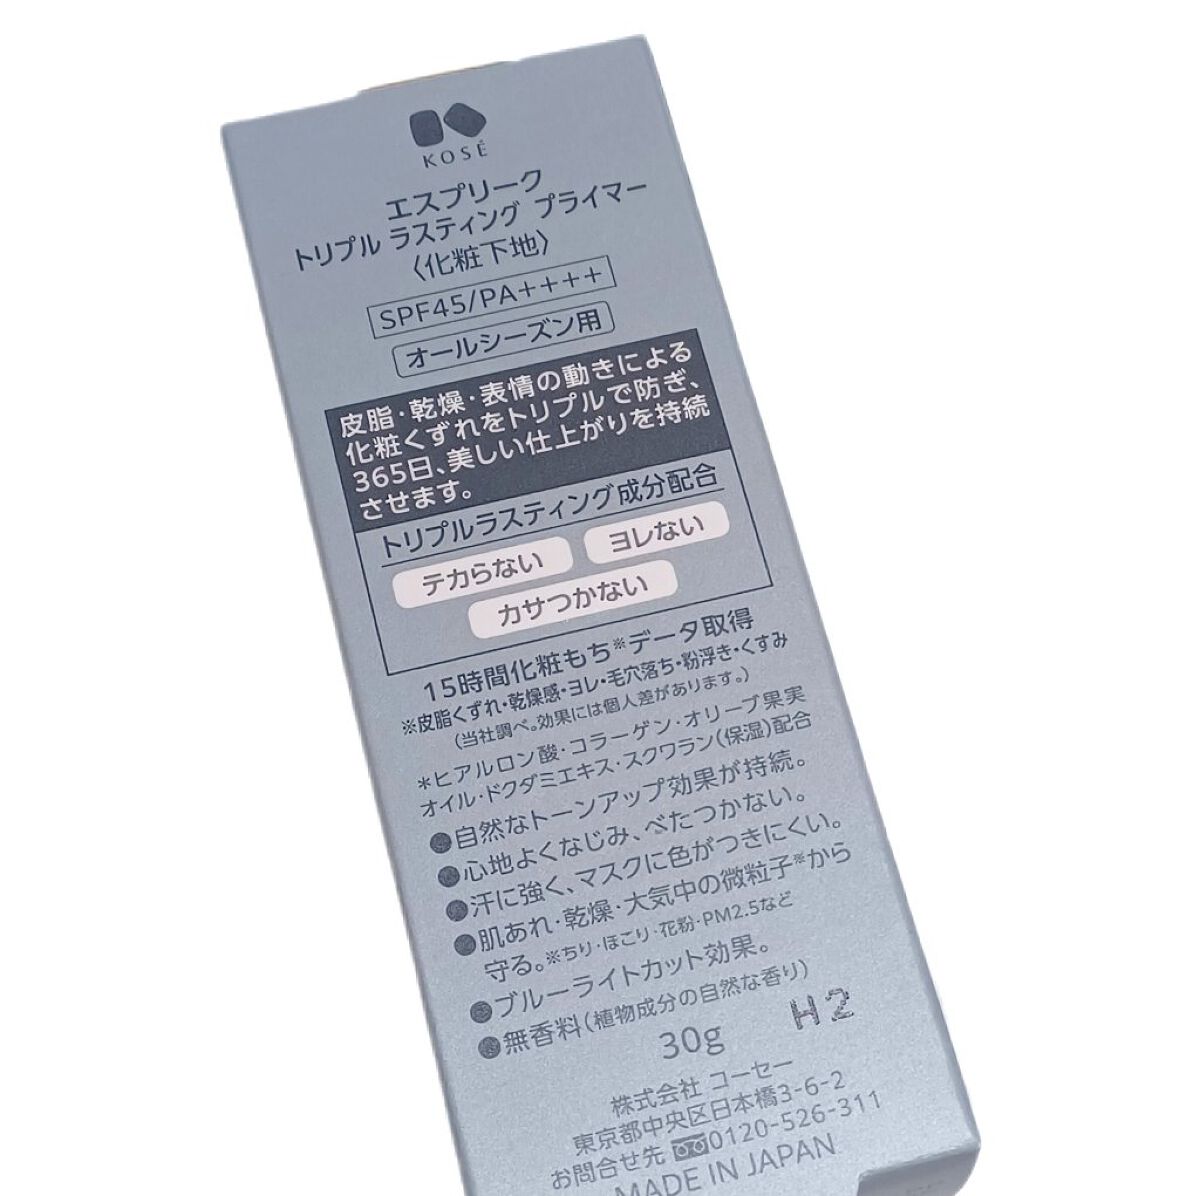 KOSÉ
エスプリーク
トリプル ラスティング プライマー
〈化粧下地〉
SPF45/PA++++
オールシーズン用
皮脂・乾燥・表情の動きによる
化粧くずれをトリプルで防ぎ、
365日、美しい仕上がりを持続
させます。
トリプルラスティング成分配合
テカらない
ヨレない
カサつかない
15時間化粧もち※データ取得
※皮脂くずれ・乾燥感・ヨレ・毛穴落ち・粉浮き・くすみ
(当社調べ。効果には個人差があります。)
*ヒアルロン酸・コラーゲン・オリーブ果実
オイル・ドクダミエキス・スクワラン(保湿)配合
●自然なトーンアップ効果が持続。
●心地よくなじみ、べたつかない。
●汗に強く、マスクに色がつきにくい。
●肌あれ・乾燥・大気中の微粒子※から
守る。※ちり・ほこり・花粉・PM2.5など
●ブルーライトカット効果。
●無香料(植物成分の自然な香り)
30g
H2
株式会社 コーセー
東京都中央区日本橋3-6-2
お問合せ先 0120-526-311
MADE IN JAPAN